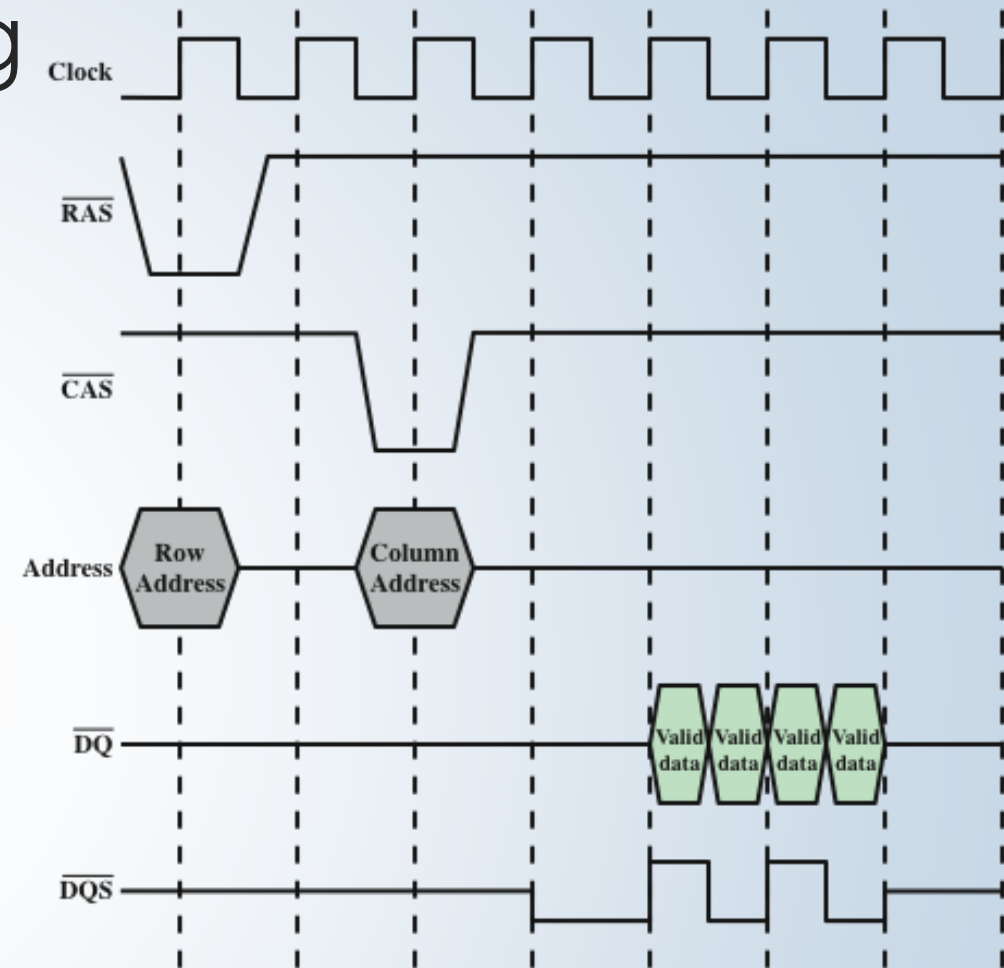 g
Clock
RAS
CAS
Row
Address
Column
Address
Address
DQ
Valid
data
Valid
data
Valid
data
Valid
data
DQS